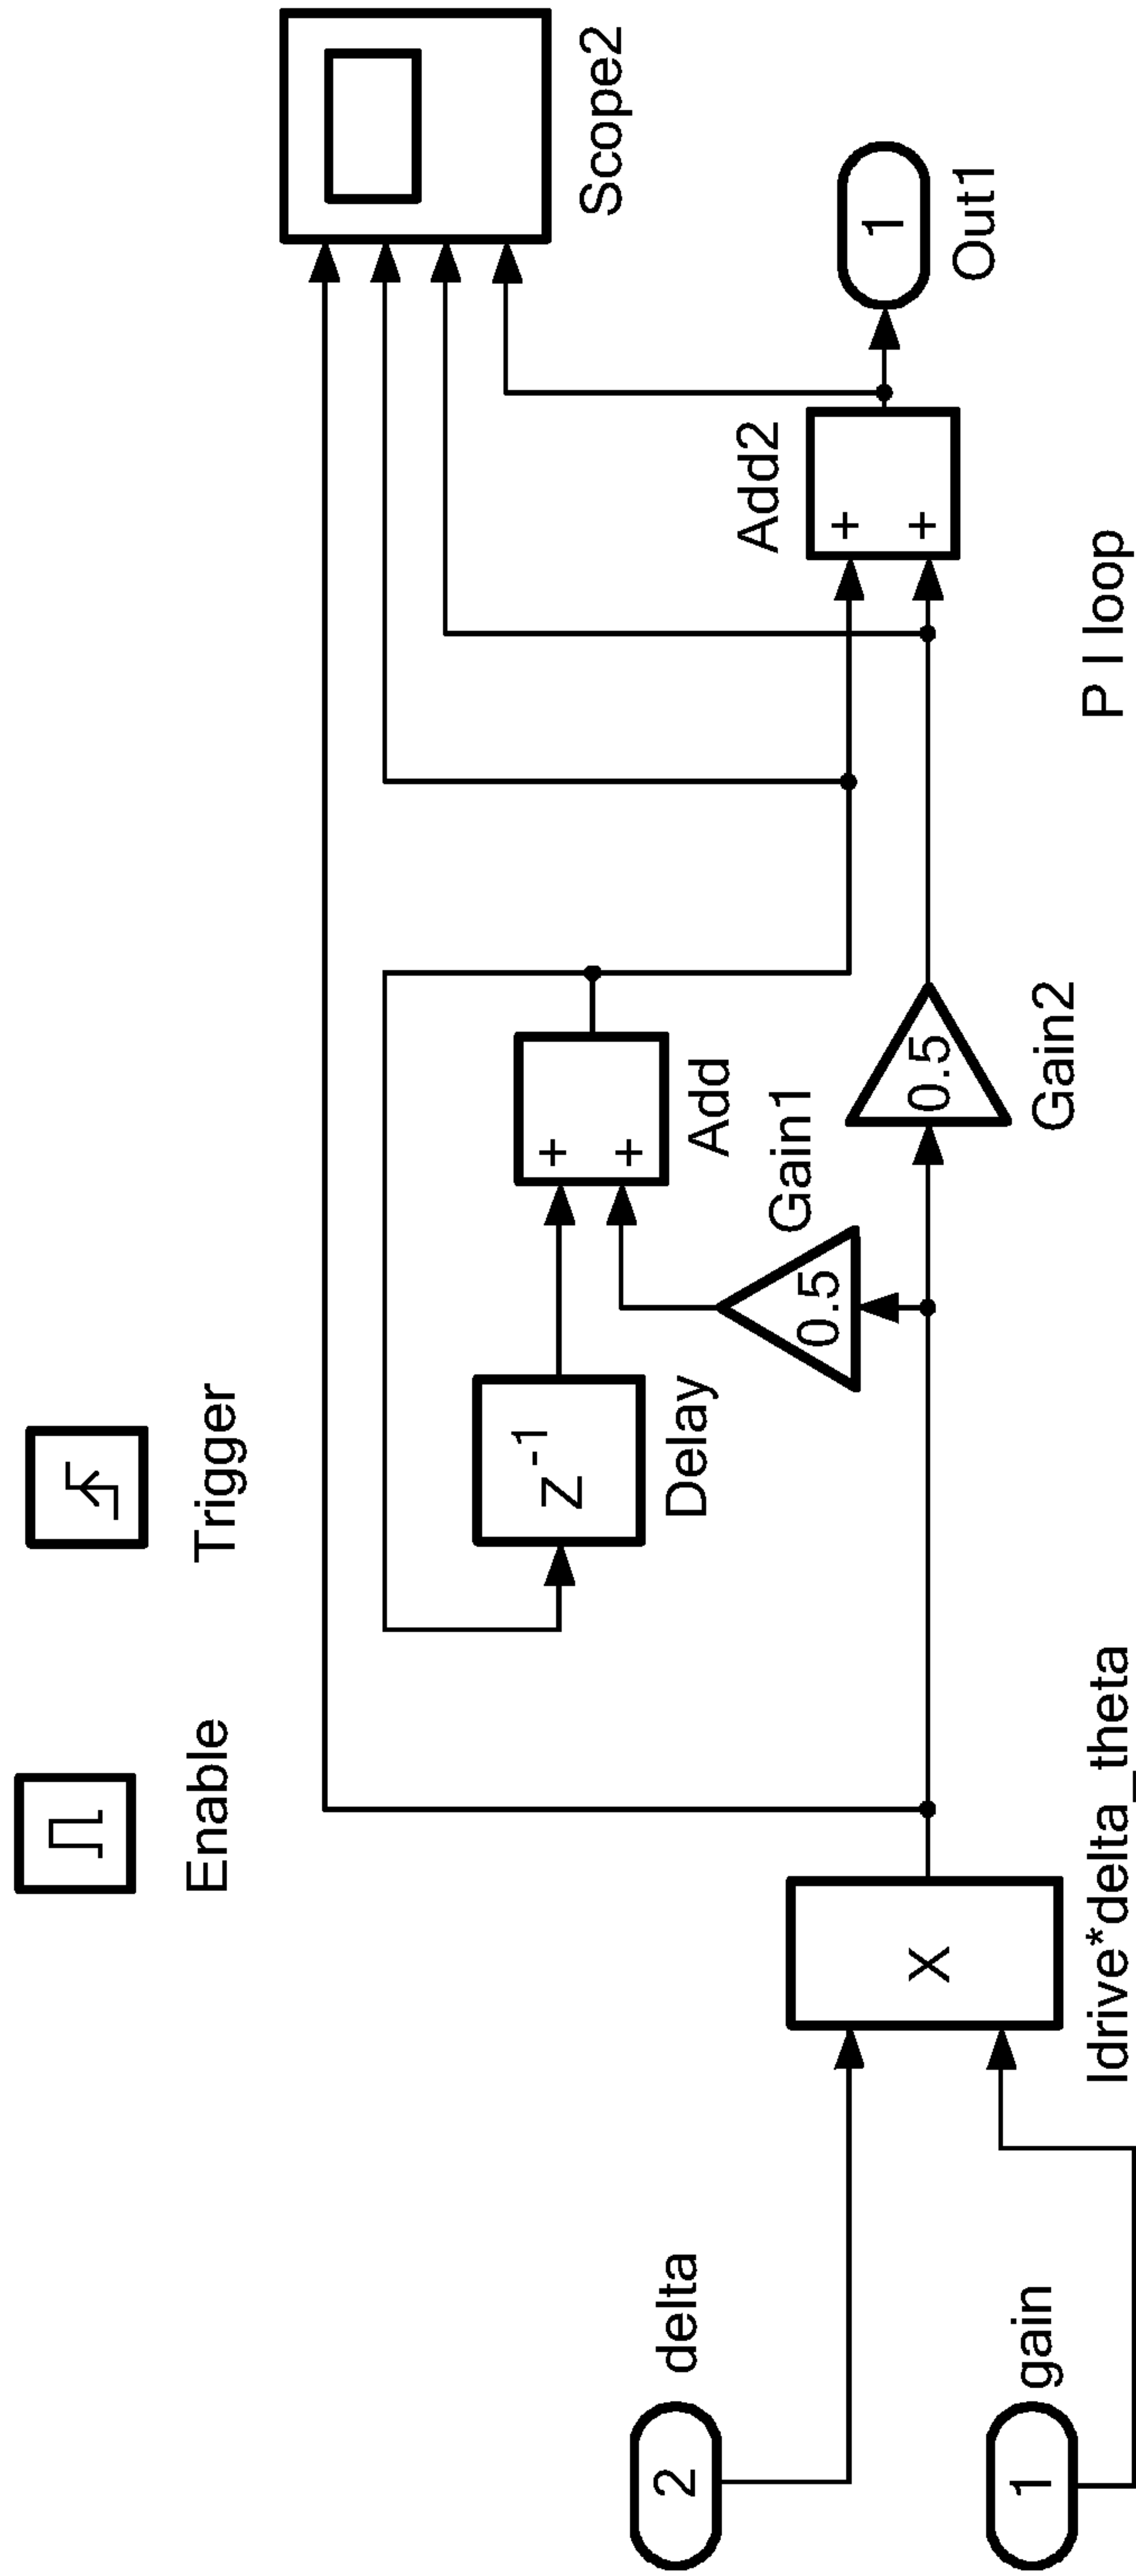 Enable
Trigger
Scope2
2
delta
1
gain
X
Idrive*delta_theta
Z-1
Delay
+
+
Add
0.5
Gain1
0.5
Gain2
+
+
Add2
1
Out1
P I loop